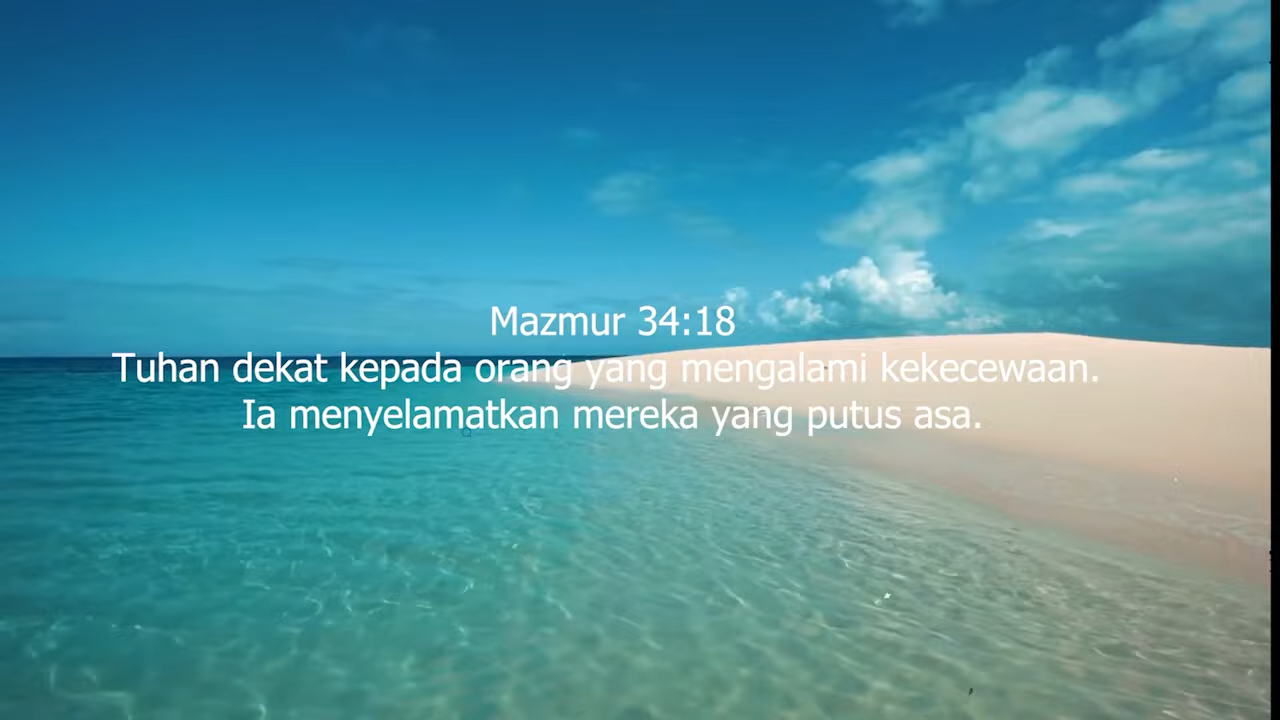 Mazmur 34:18
Tuhan dekat kepada orang yang mengalami kekecewaan.
Ia menyelamatkan mereka yang putus asa.